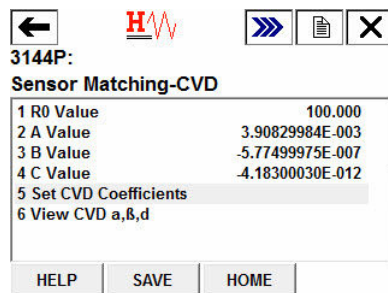 H
3144P:
Sensor Matching-CVD
1 R0 Value 100.000
2 A Value 3.90829984E-003
3 B Value -5.77499975E-007
4 C Value -4.18300030E-012
5 Set CVD Coefficients
6 View CVD a,ß,d
HELP SAVE HOME